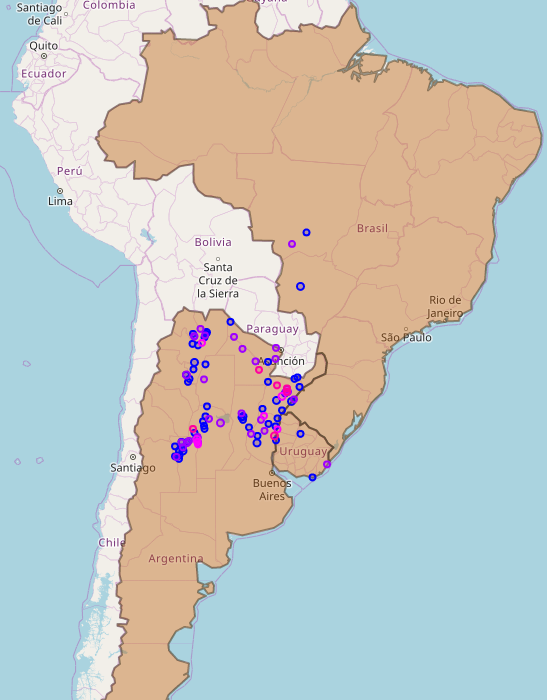 Colombia
Santiago
de Cali
Quito
Ecuador
Perú
Lima
Brasil
Bolivia
Santa
Cruz de
la Sierra
Rio de
Janeiro
Paraguay
São Paulo
Asunción
Uruguay
Santiago
Buenos
Aires
Chile
Argentina